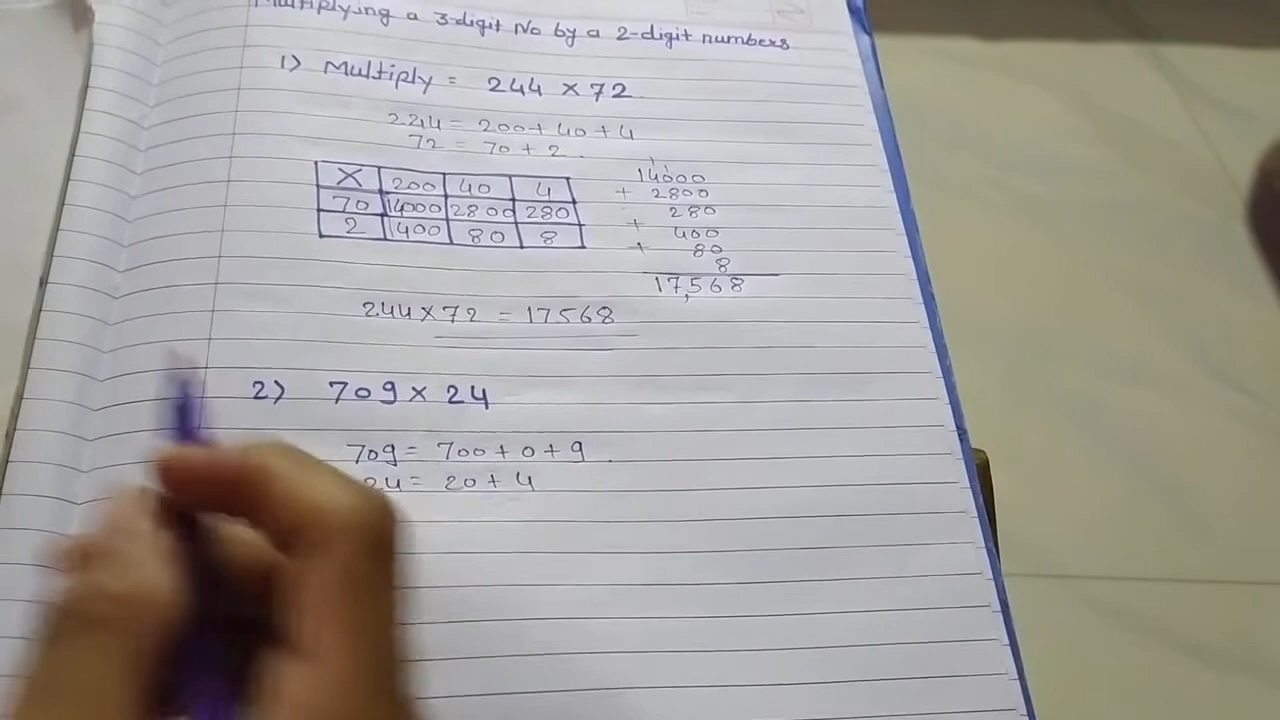 Multiplying a 3-digit No by a 2-digit numbers
1) Multiply = 244 × 72
2214 = 200 + 40 + 4
72 = 70 + 2
X 200 40 4
70 14000 2800 280
2 1400 80 8
14000
+ 2800
280
+ 400
+ 80
8
17,568
244 × 72 = 17568
2) 709 × 24
709 = 700 + 0 + 9
24 = 20 + 4